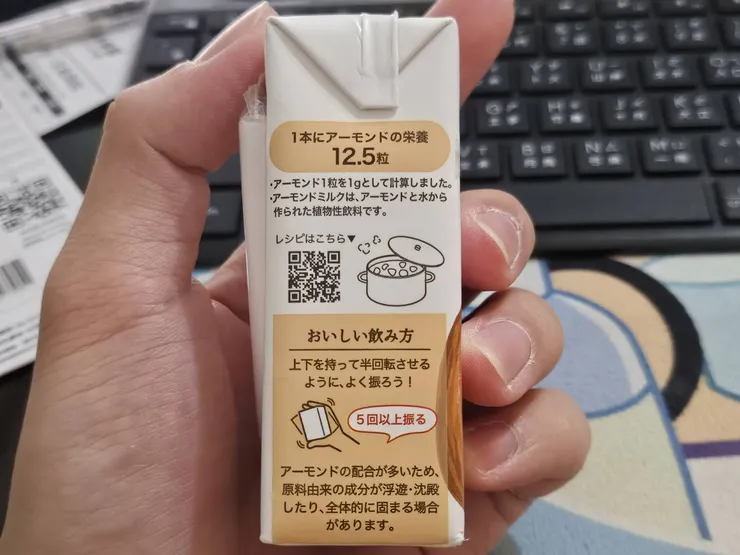 1本にアーモンドの栄養
12.5粒
・アーモンド1粒を1gとして計算しました。
・アーモンドミルクは、アーモンドと水から
作られた植物性飲料です。
レシピはこちら▼
おいしい飲み方
上下を持って半回転させる
ように、よく振ろう！
5回以上振る
アーモンドの配合が多いため、
原料由来の成分が浮遊・沈殿
したり、全体的に固まる場合
があります。